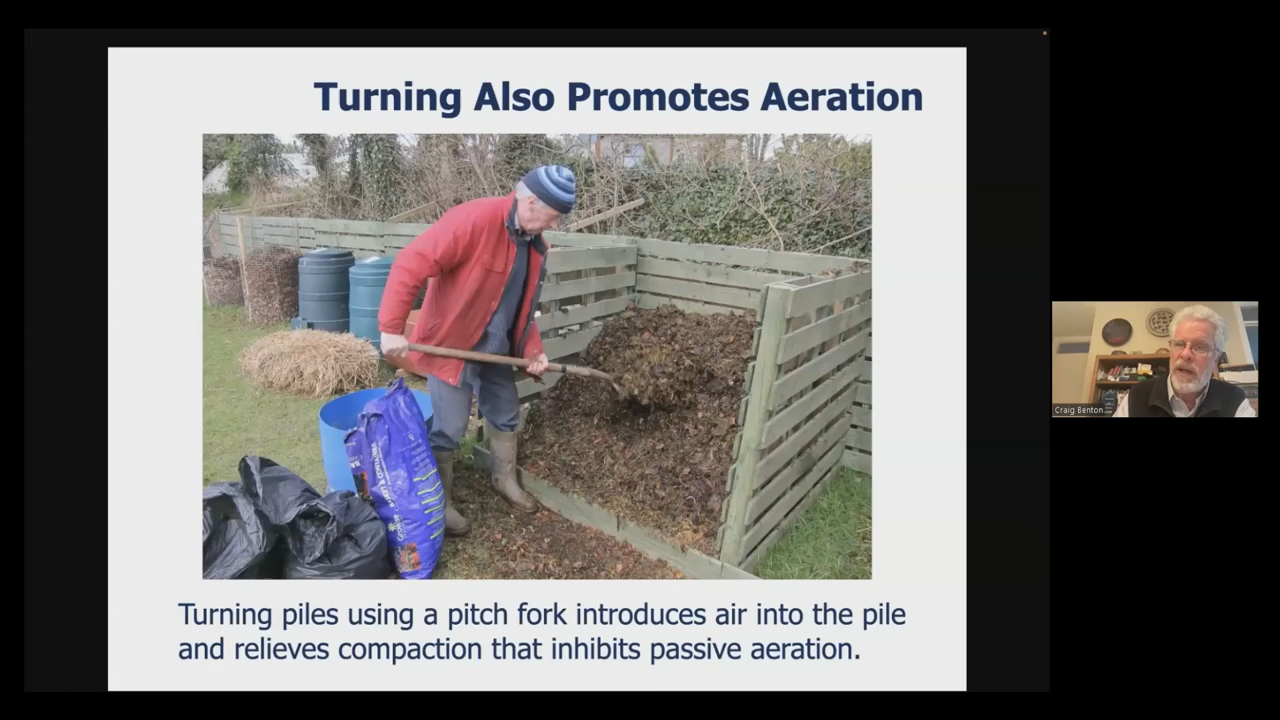 Turning Also Promotes Aeration
Turning piles using a pitch fork introduces air into the pile
and relieves compaction that inhibits passive aeration.
Craig Benton